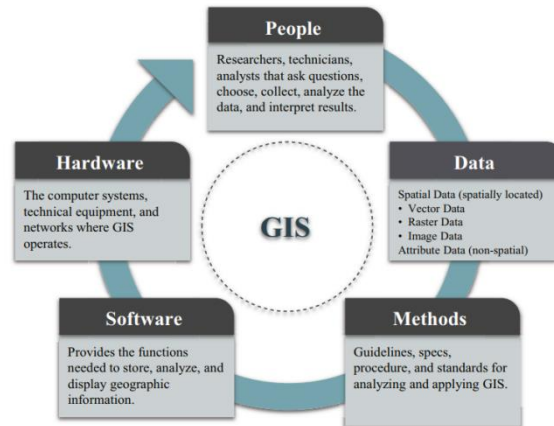 People
Researchers, technicians,
analysts that ask questions,
choose, collect, analyze the
data, and interpret results.
Hardware
The computer systems,
technical equipment, and
networks where GIS
operates.
GIS
Data
Spatial Data (spatially located)
• Vector Data
• Raster Data
• Image Data
Attribute Data (non-spatial)
Software
Provides the functions
needed to store, analyze, and
display geographic
information.
Methods
Guidelines, specs,
procedure, and standards for
analyzing and applying GIS.